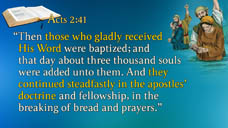 Acts 2:41
“Then those who gladly received
His Word were baptized; and
that day about three thousand souls
were added unto them. And they
continued steadfastly in the apostles’
doctrine and fellowship, in the
breaking of bread and prayers.”